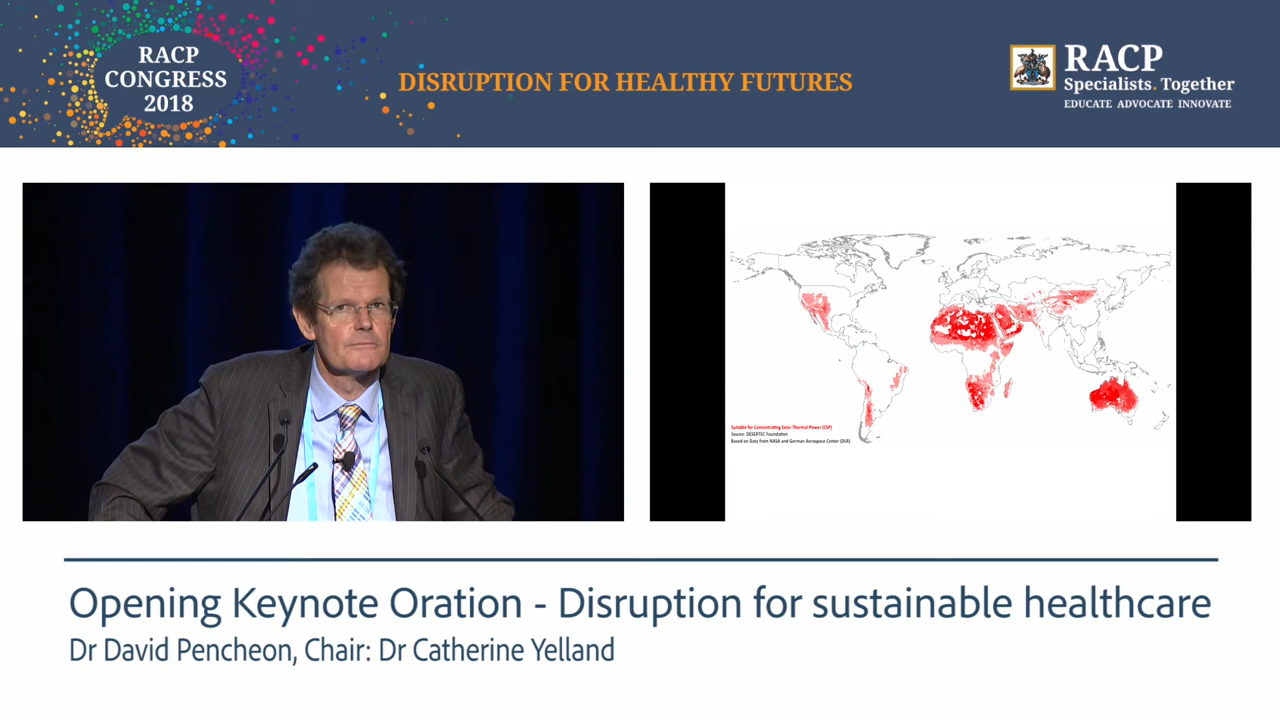 RACP
CONGRESS
2018
DISRUPTION FOR HEALTHY FUTURES
RACP
Specialists. Together
EDUCATE ADVOCATE INNOVATE
Suitable for Concentrating Solar Thermal Power (CSP)
Source: DESERTEC Foundation
Based on Data from NASA and German Aerospace Center (DLR)
Opening Keynote Oration - Disruption for sustainable healthcare
Dr David Pencheon, Chair: Dr Catherine Yelland